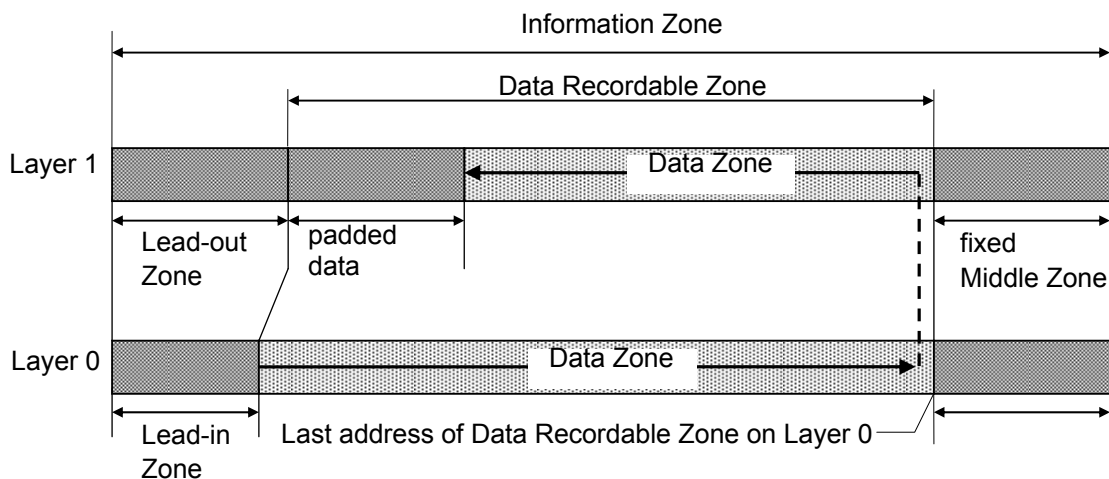 Information Zone
Data Recordable Zone
Layer 1
Data Zone
Lead-out
Zone
padded
data
fixed
Middle Zone
Layer 0
Data Zone
Lead-in
Zone
Last address of Data Recordable Zone on Layer 0